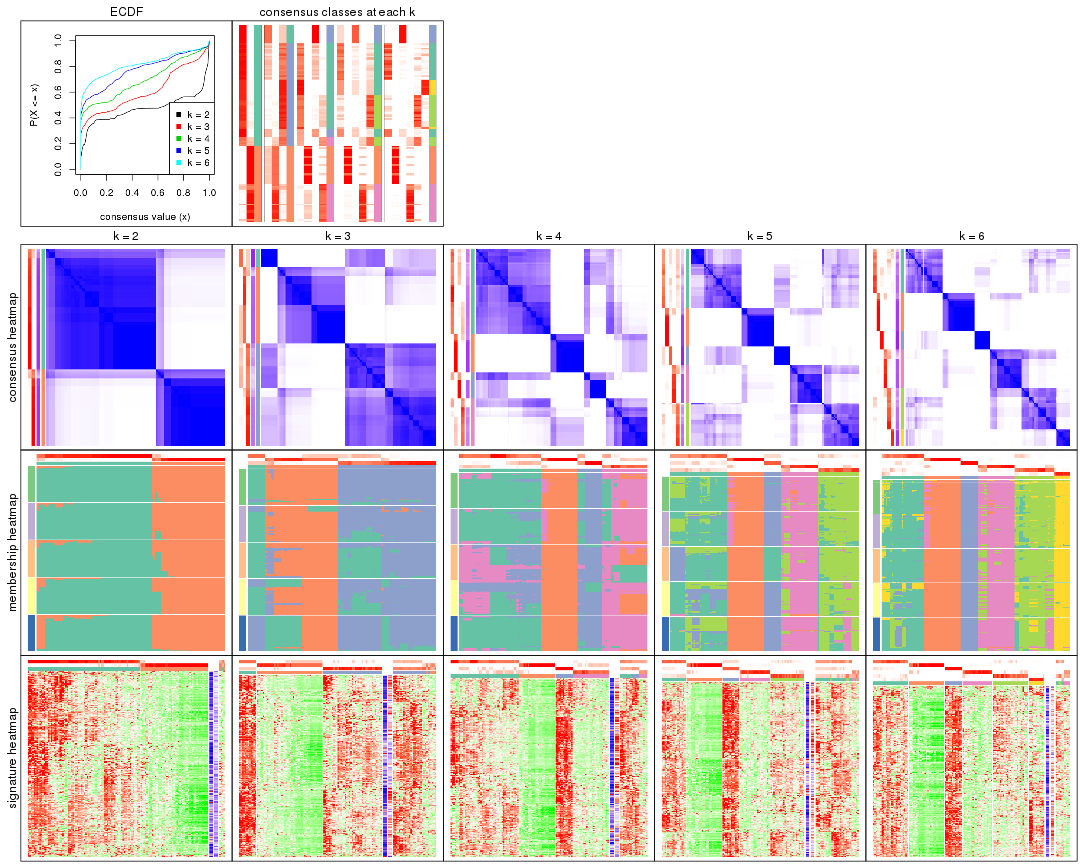 ECDF
consensus classes at each k
P(X <= x)
0.0 0.2 0.4 0.6 0.8 1.0
k = 2
k = 3
k = 4
k = 5
k = 6
0.0 0.2 0.4 0.6 0.8 1.0
consensus value (x)
k = 2 k = 3 k = 4 k = 5 k = 6
consensus heatmap
membership heatmap
signature heatmap